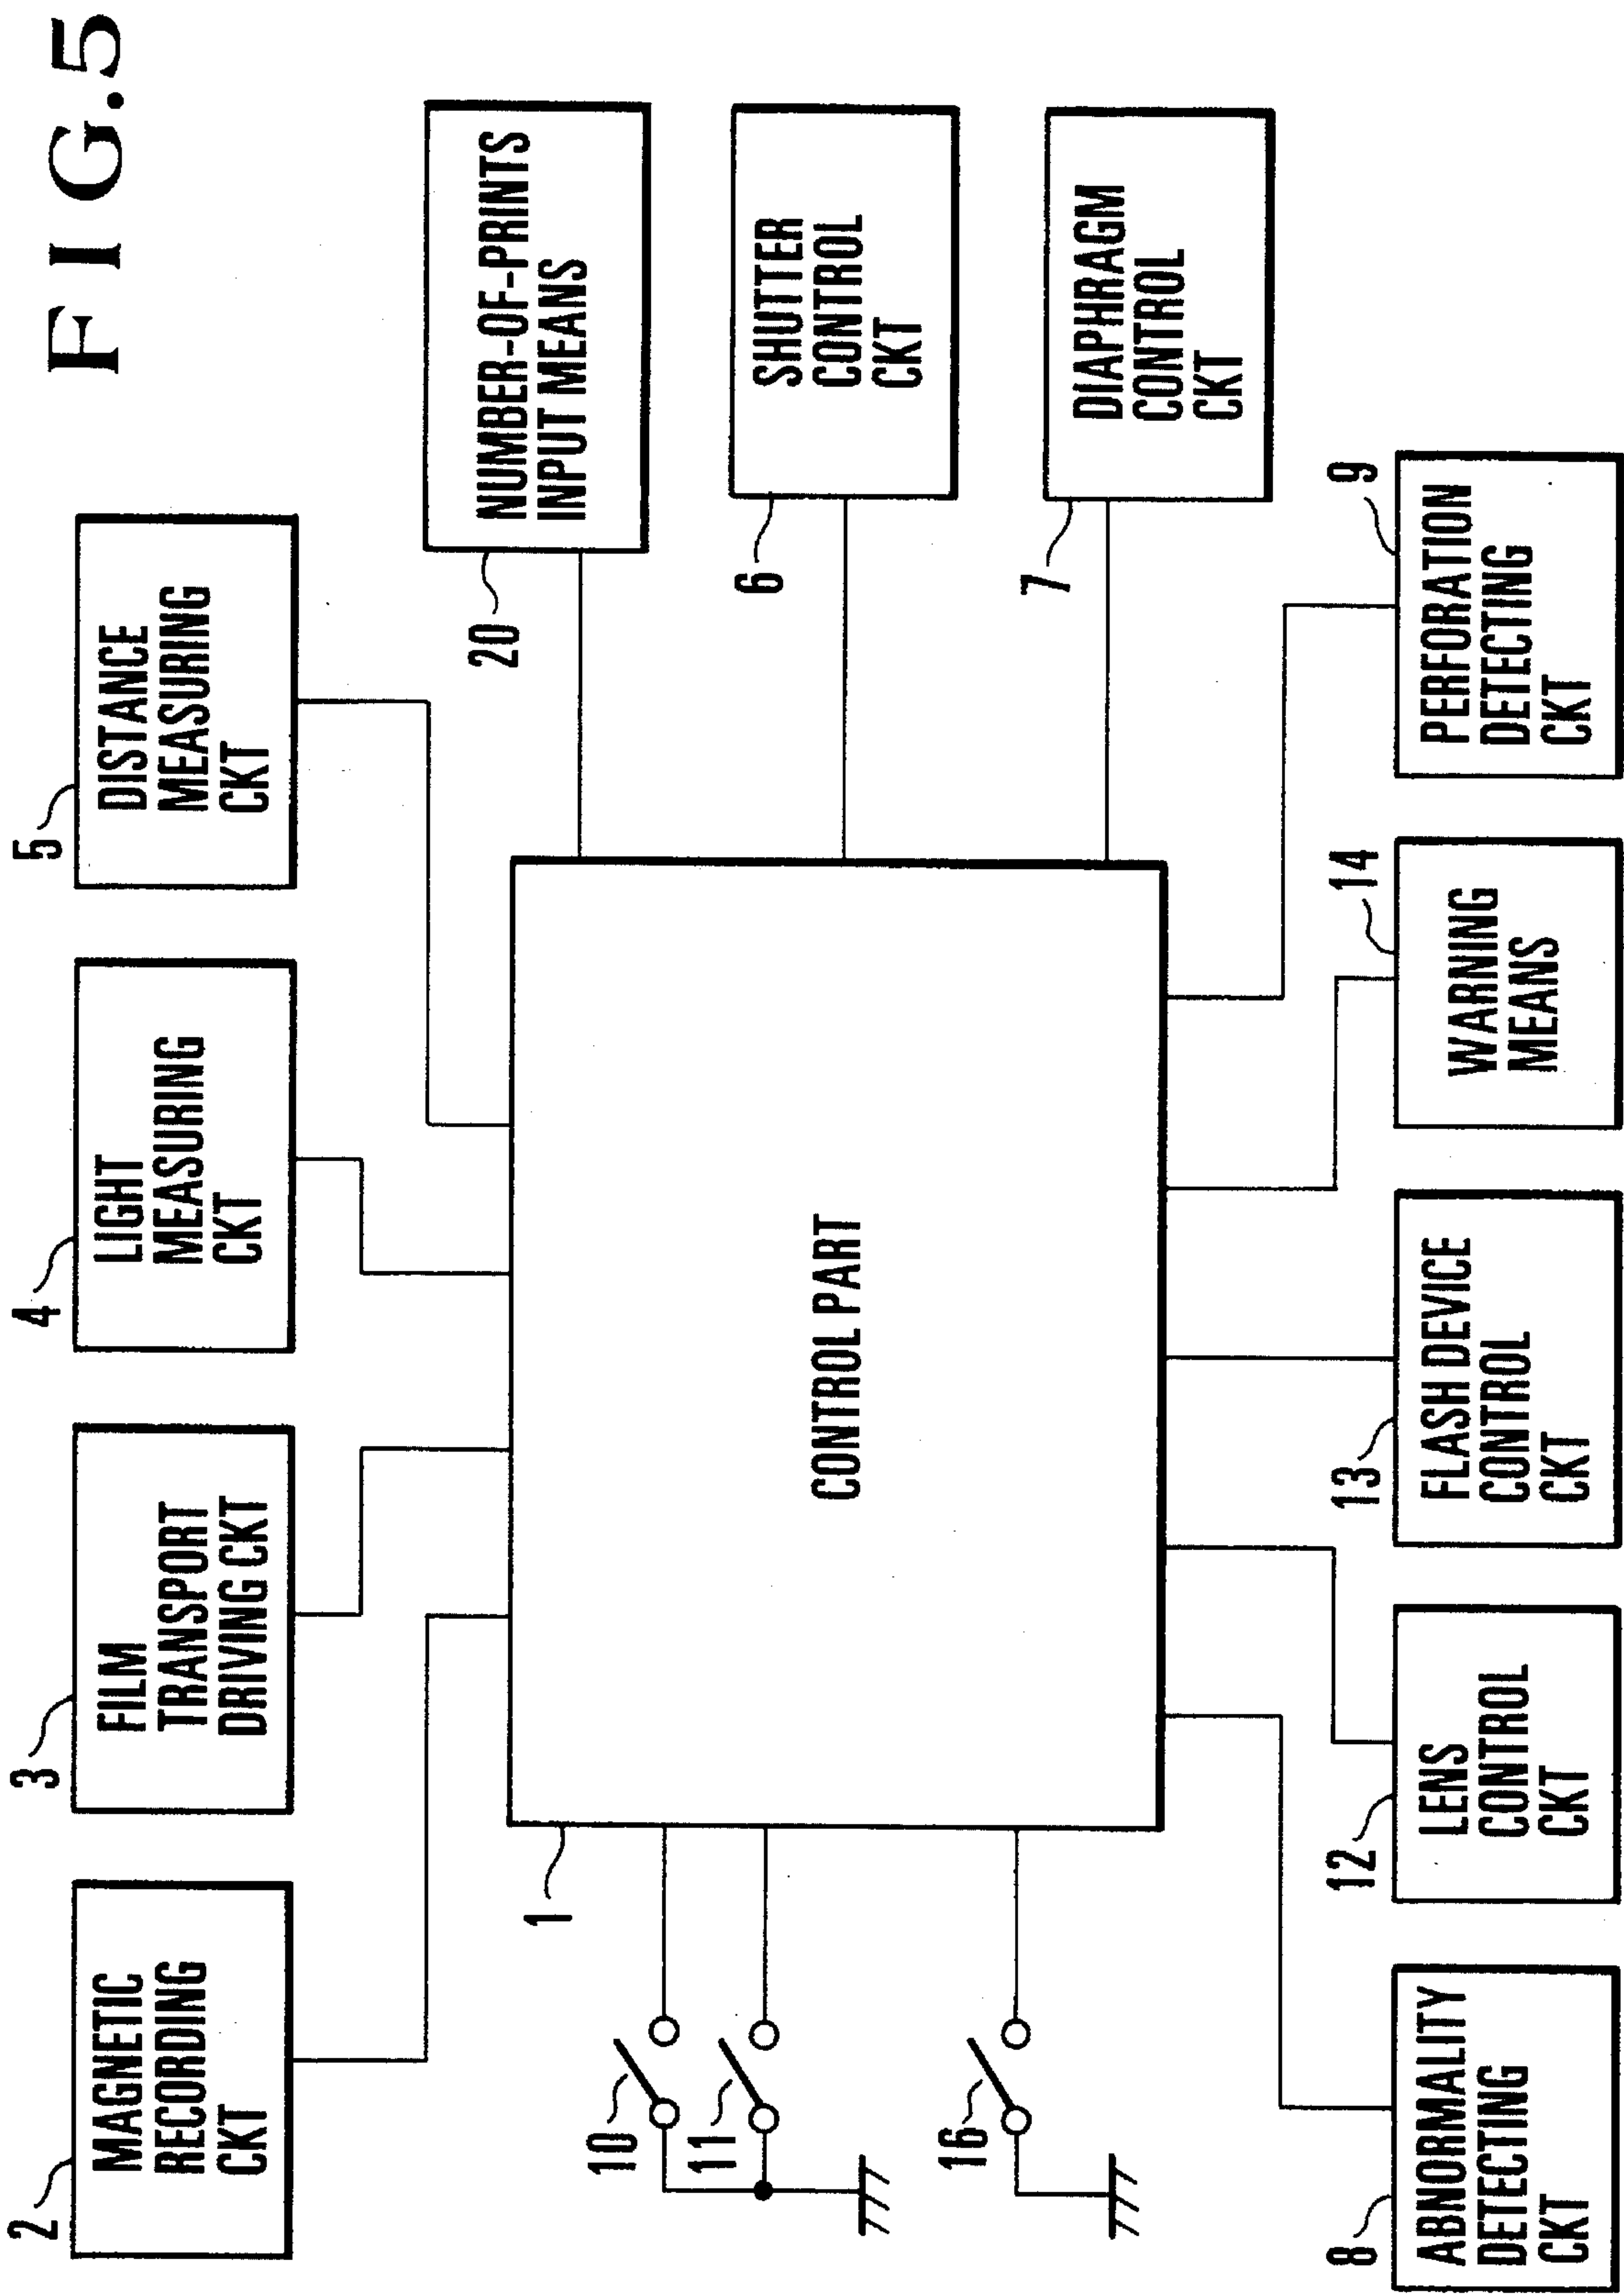 FIG.5
2
MAGNETIC
RECORDING
CKT
3
FILM
TRANSPORT
DRIVING CKT
4
LIGHT
MEASURING
CKT
5
DISTANCE
MEASURING
CKT
20
NUMBER-OF-PRINTS
INPUT MEANS
6
SHUTTER
CONTROL
CKT
7
DIAPHRAGM
CONTROL
CKT
1
CONTROL PART
10
11
16
8
ABNORMALITY
DETECTING
CKT
12
LENS
CONTROL
CKT
13
FLASH DEVICE
CONTROL
CKT
14
WARNING
MEANS
9
PERFORATION
DETECTING
CKT